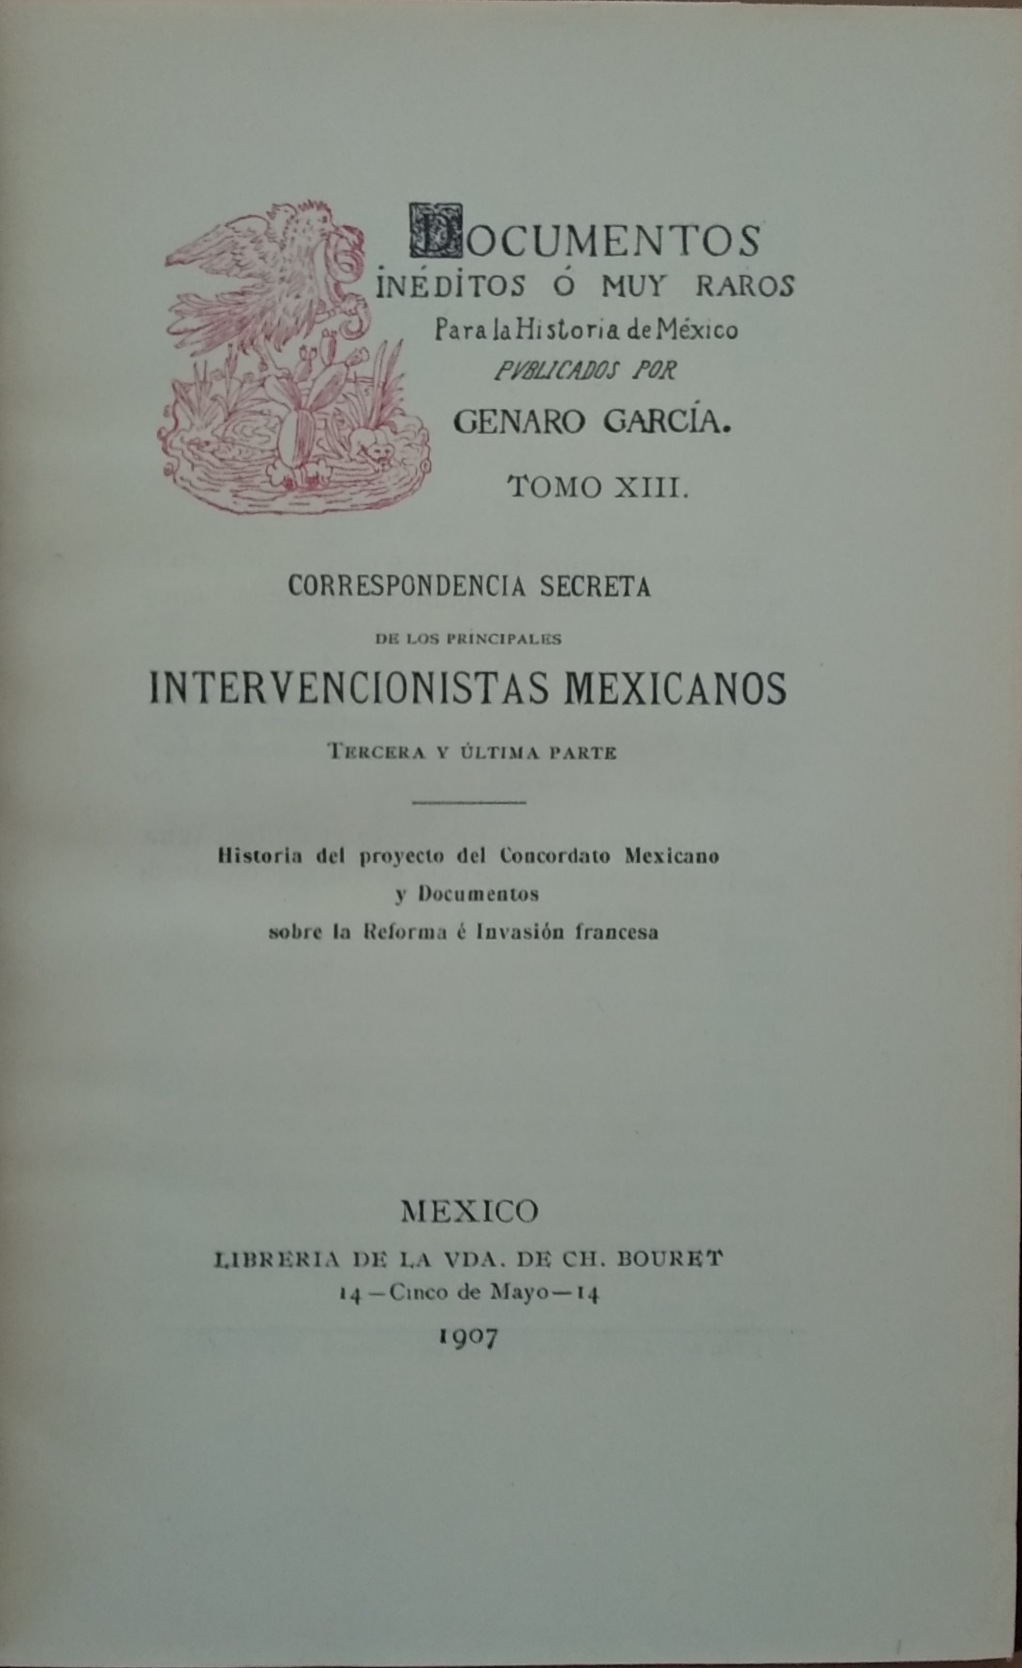 DOCUMENTOS
INÉDITOS Ó MUY RAROS
Para la Historia de México
PVBLICADOS POR
GENARO GARCÍA.
TOMO XIII.
CORRESPONDENCIA SECRETA
DE LOS PRINCIPALES
INTERVENCIONISTAS MEXICANOS
TERCERA Y ÚLTIMA PARTE
Historia del proyecto del Concordato Mexicano
y Documentos
sobre la Reforma é Invasión francesa
MEXICO
LIBRERIA DE LA VDA. DE CH. BOURET
14—Cinco de Mayo—14
1907